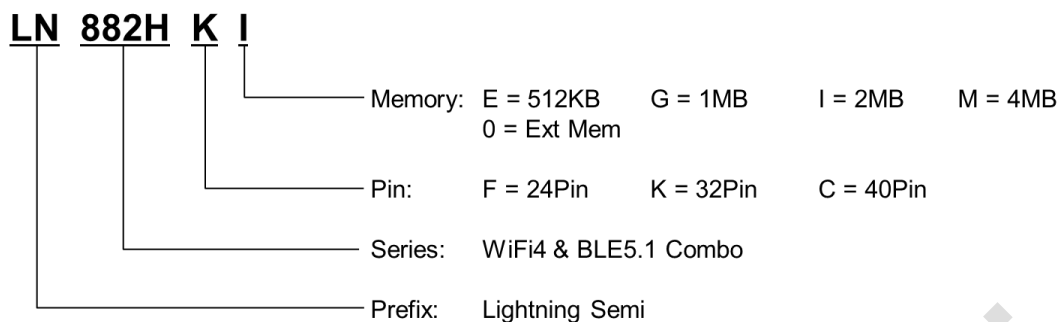 LN 882H K I
Memory: E = 512KB G = 1MB I = 2MB M = 4MB
0 = Ext Mem
Pin: F = 24Pin K = 32Pin C = 40Pin
Series: WiFi4 & BLE5.1 Combo
Prefix: Lightning Semi